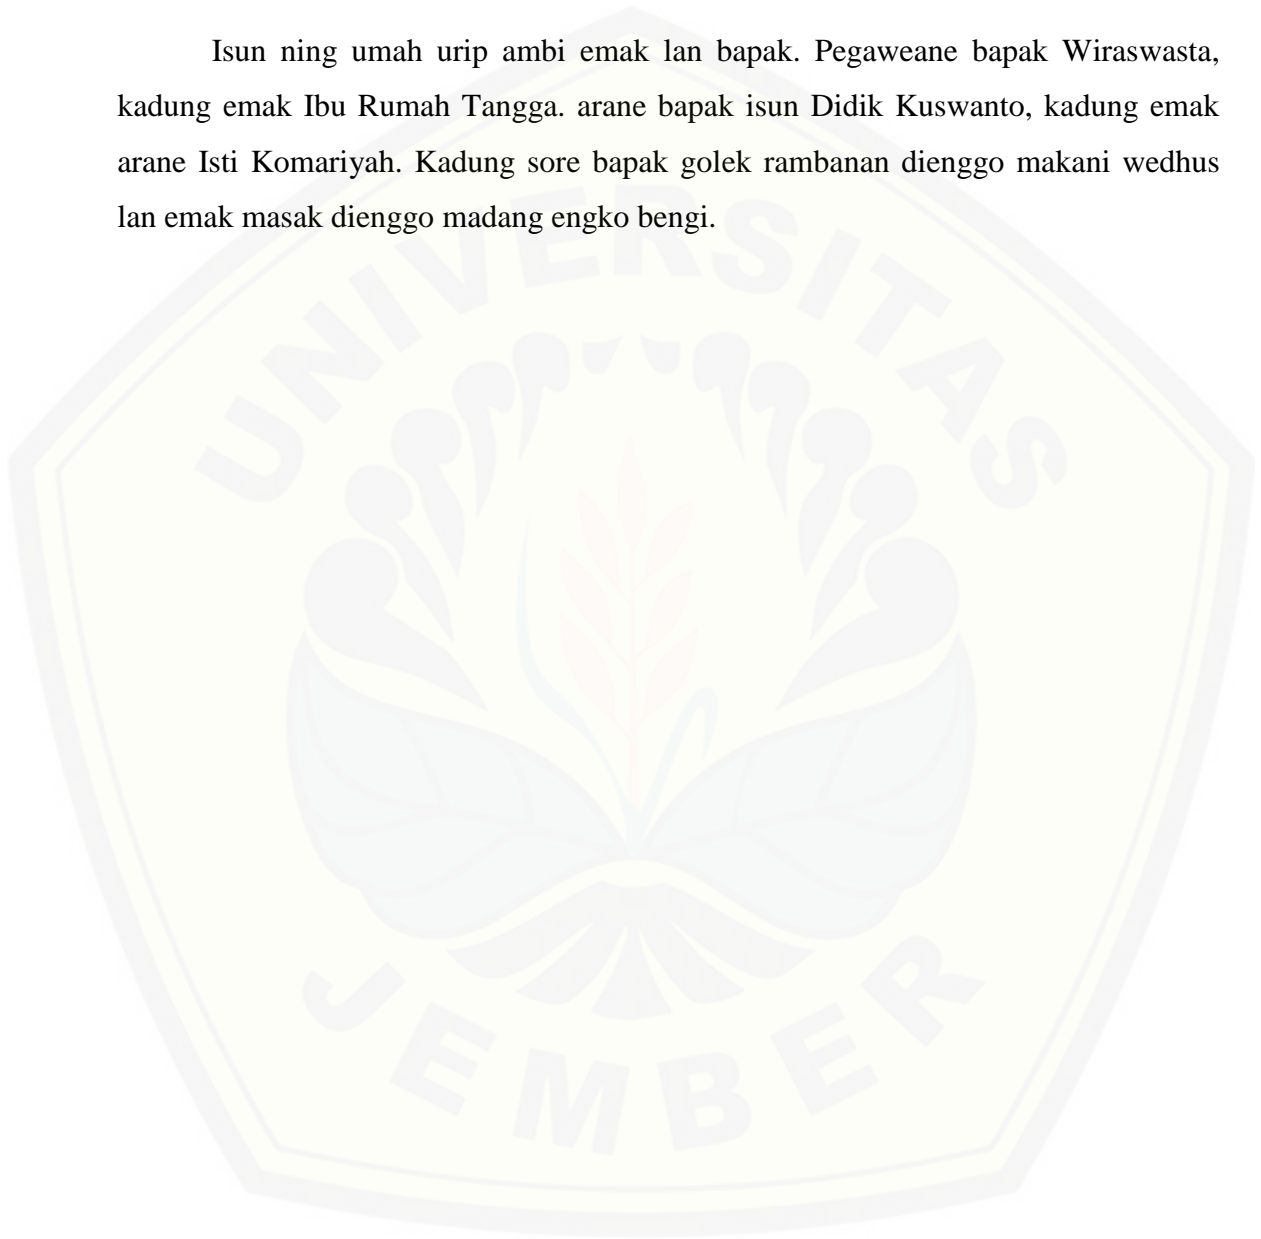 Isun ning umah urip ambi emak lan bapak. Pegaweane bapak Wiraswasta,
kadung emak Ibu Rumah Tangga. arane bapak isun Didik Kuswanto, kadung emak
arane Isti Komariyah. Kadung sore bapak golek rambanan dienggo makani wedhus
lan emak masak dienggo madang engko bengi.
UNIVERSITAS
JEMBER